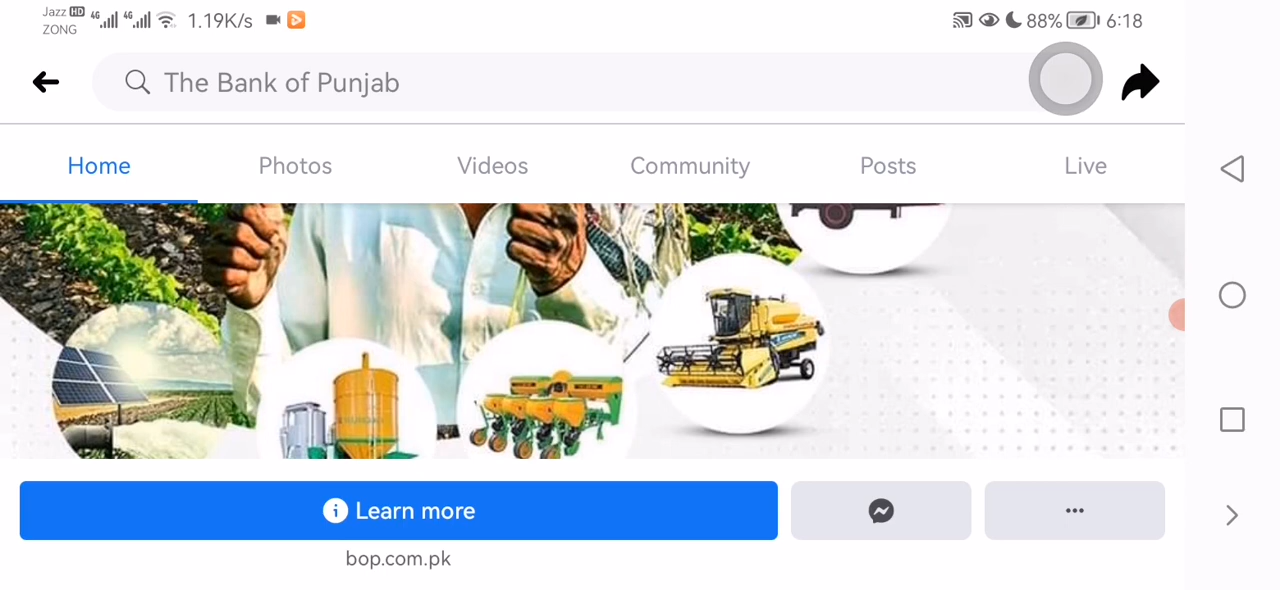 Jazz HD
ZONG
4G 4G 1.19K/s 88% 6:18
The Bank of Punjab
Home Photos Videos Community Posts Live
Learn more
bop.com.pk